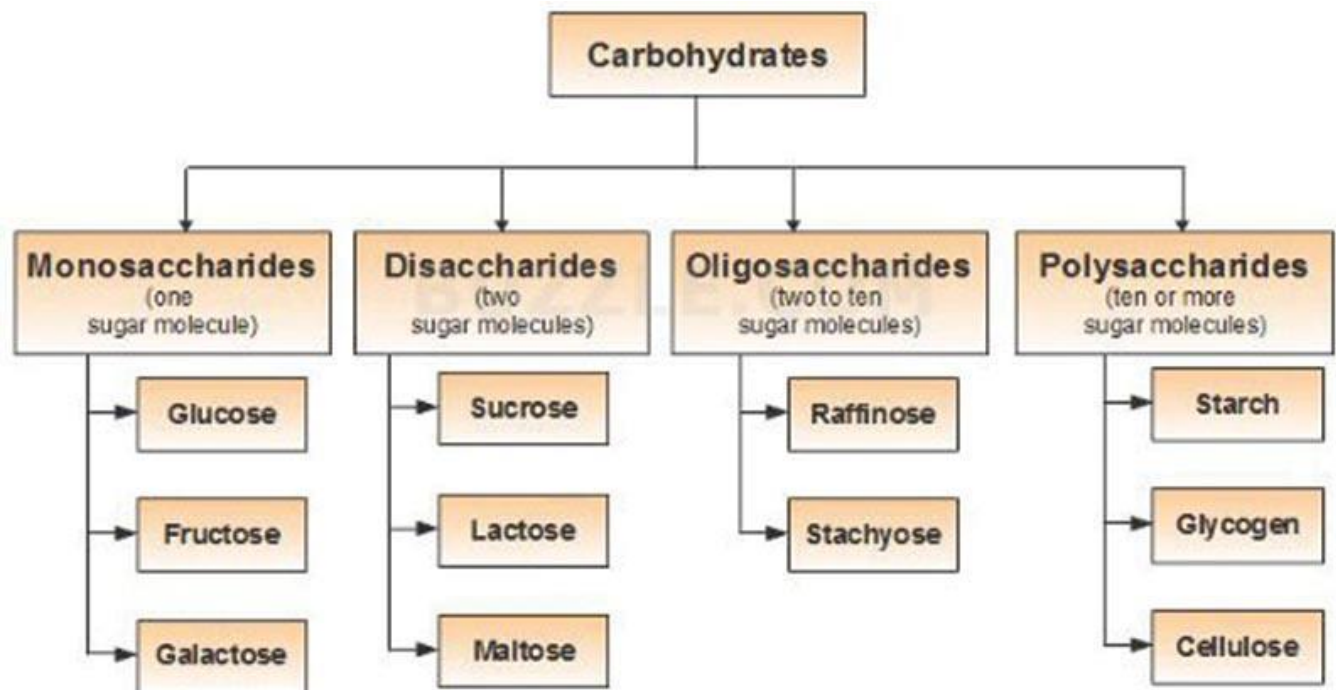 Carbohydrates
Monosaccharides
(one
sugar molecule)
Glucose
Fructose
Galactose
Disaccharides
(two
sugar molecules)
Sucrose
Lactose
Maltose
Oligosaccharides
(two to ten
sugar molecules)
Raffinose
Stachyose
Polysaccharides
(ten or more
sugar molecules)
Starch
Glycogen
Cellulose